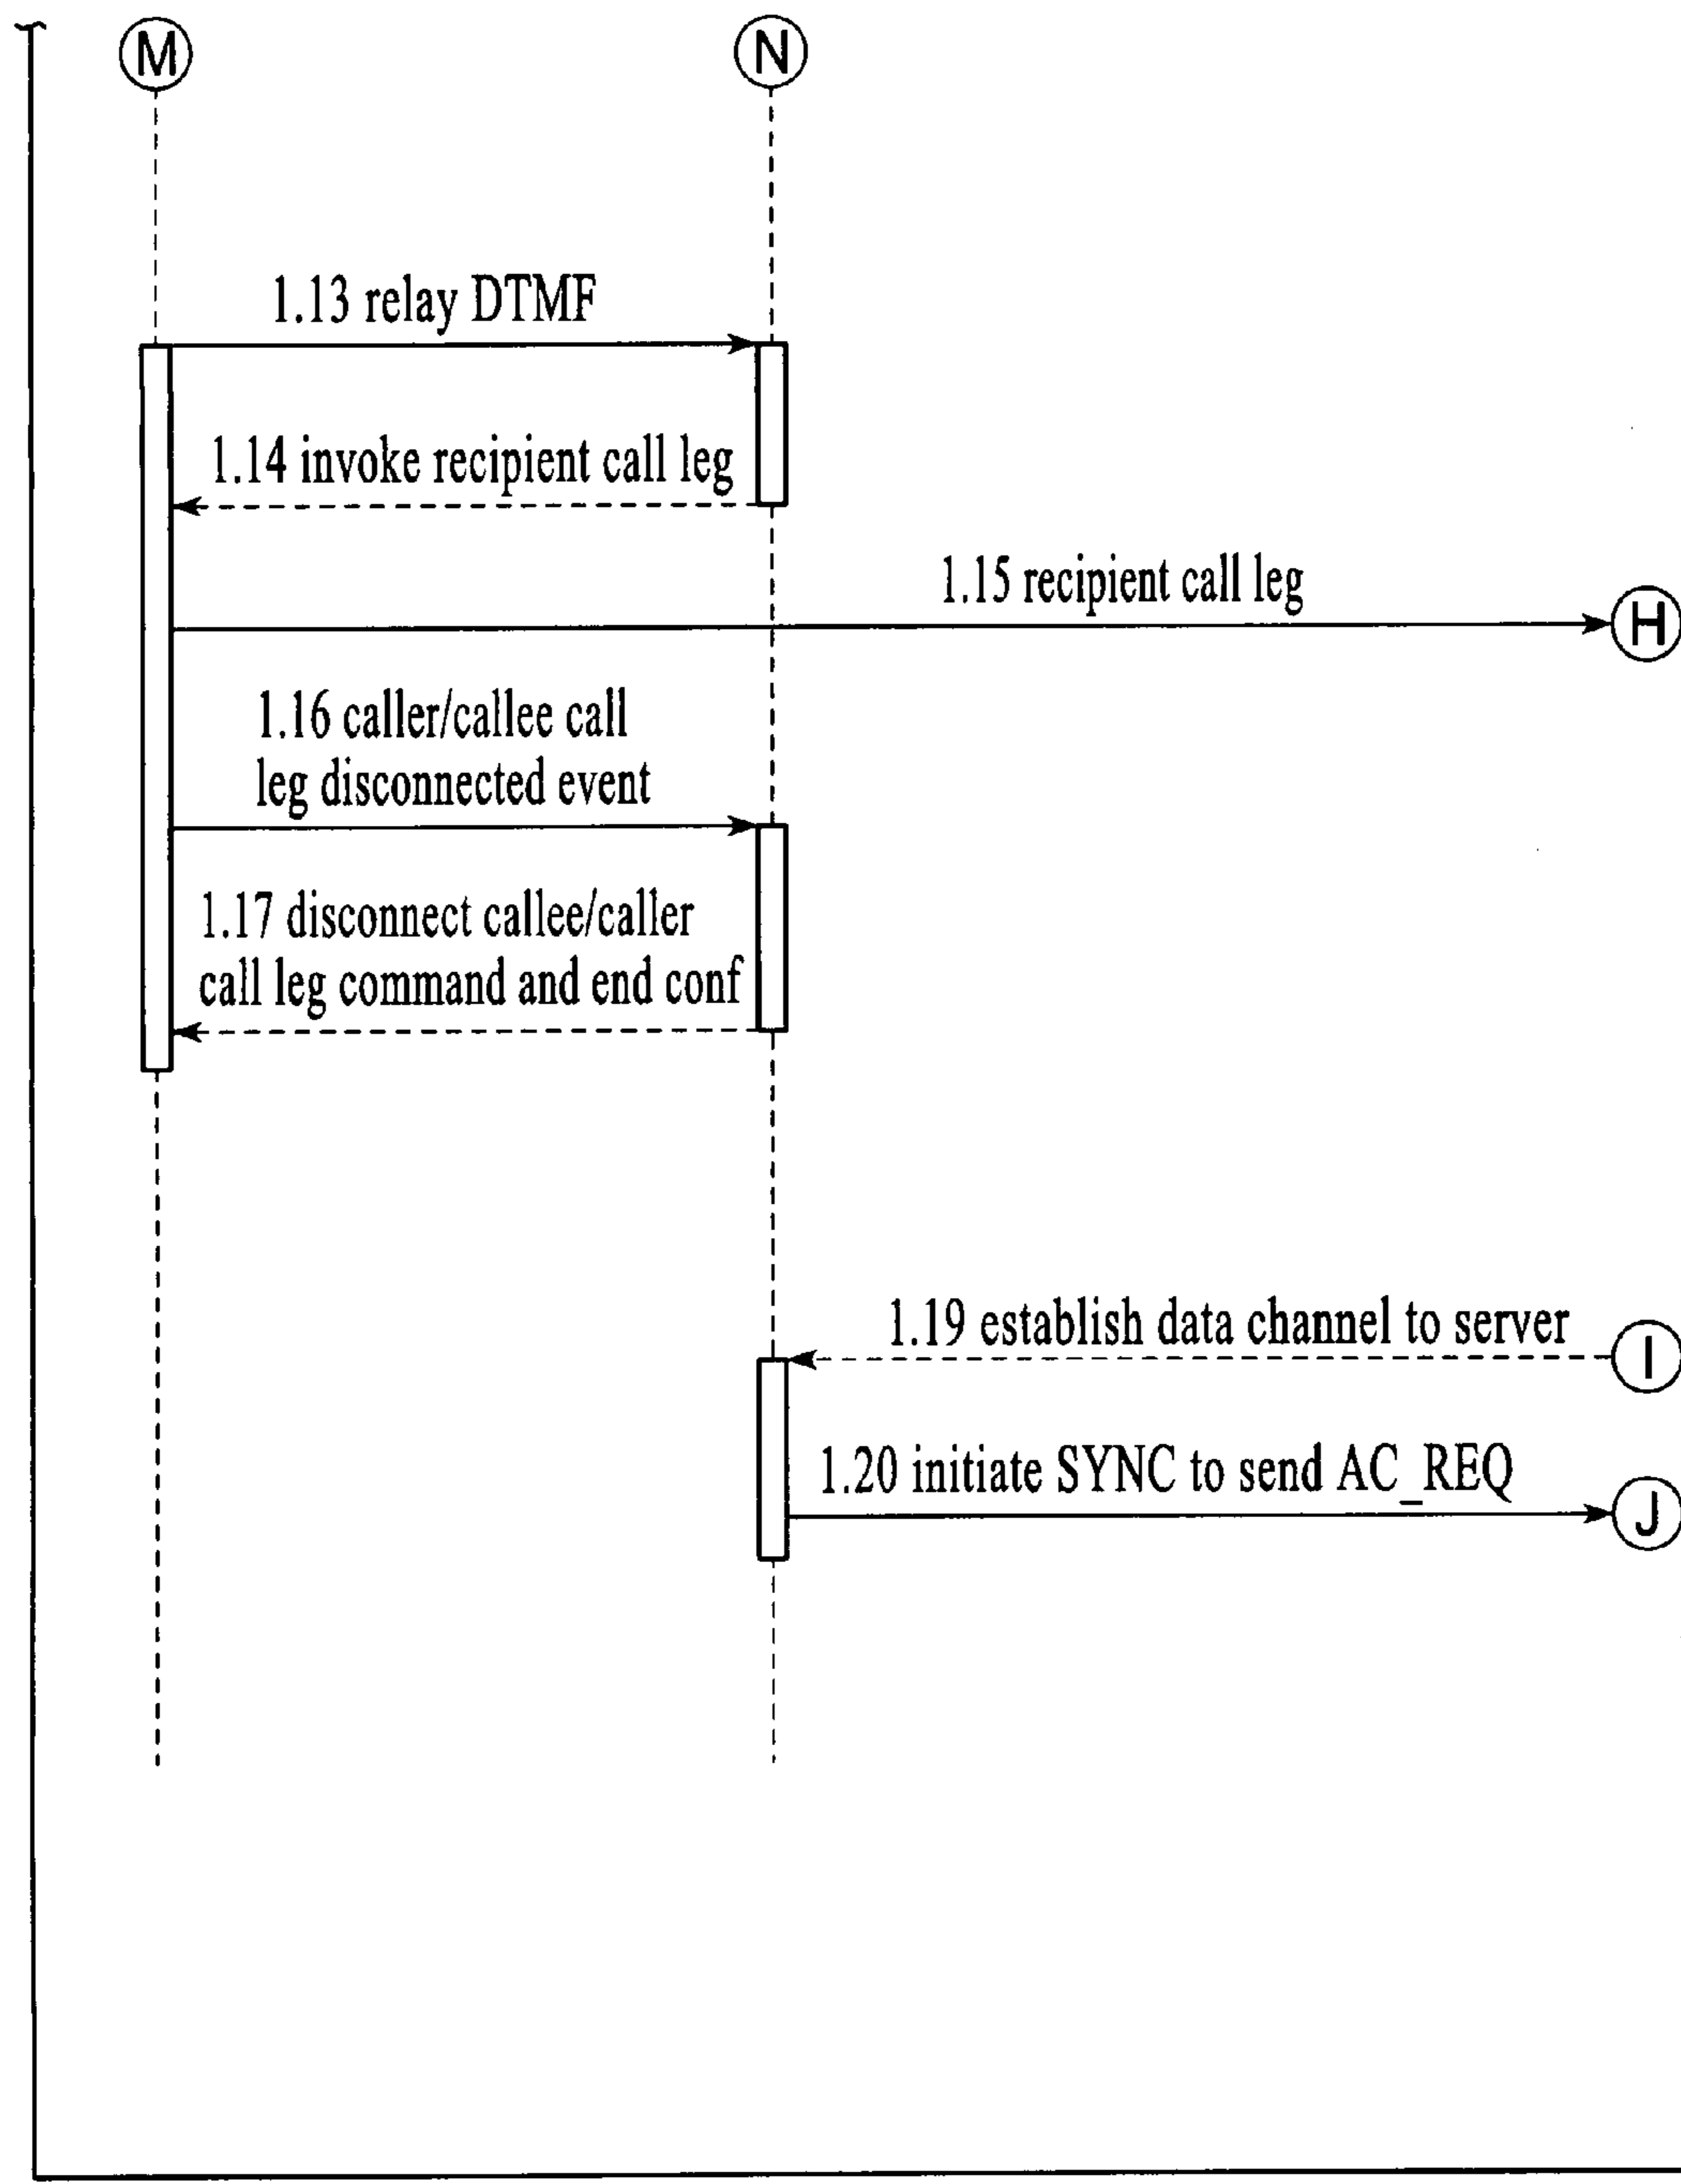 M
N
1.13 relay DTMF
1.14 invoke recipient call leg
1.15 recipient call leg
H
1.16 caller/callee call
leg disconnected event
1.17 disconnect callee/caller
call leg command and end conf
1.19 establish data channel to server
I
1.20 initiate SYNC to send AC_REQ
J